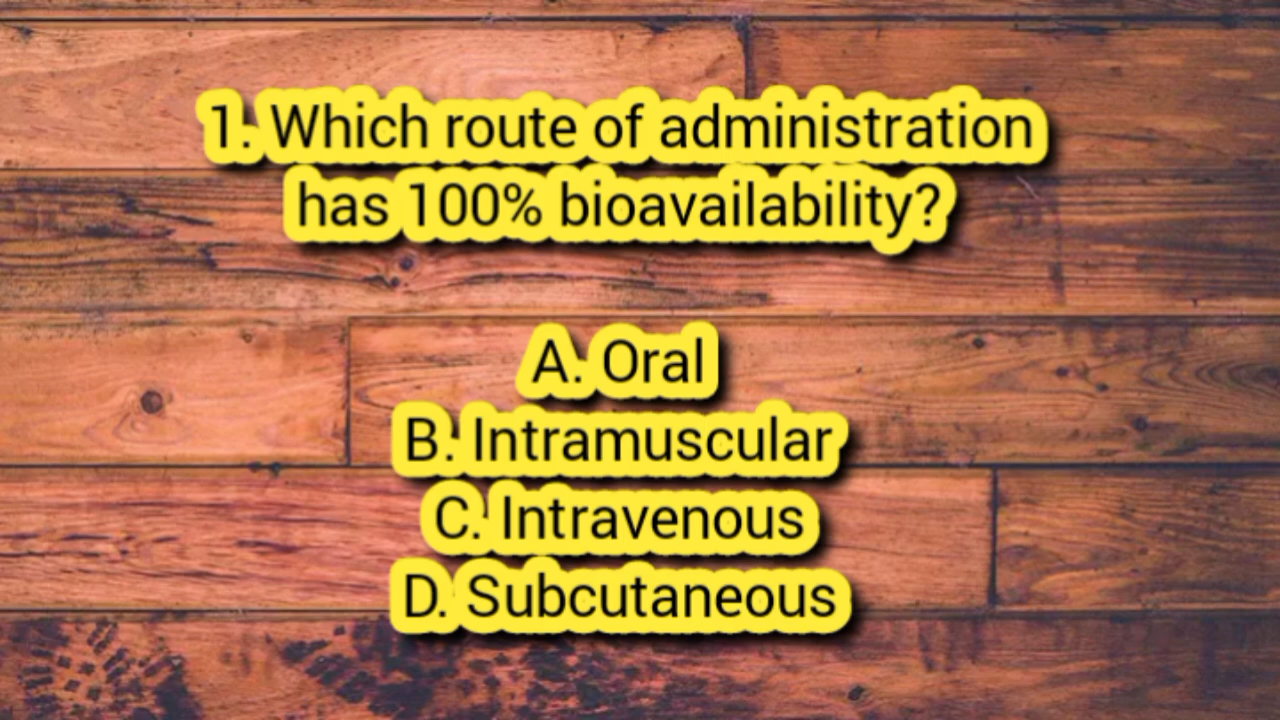 1. Which route of administration
has 100% bioavailability?
A. Oral
B. Intramuscular
C. Intravenous
D. Subcutaneous